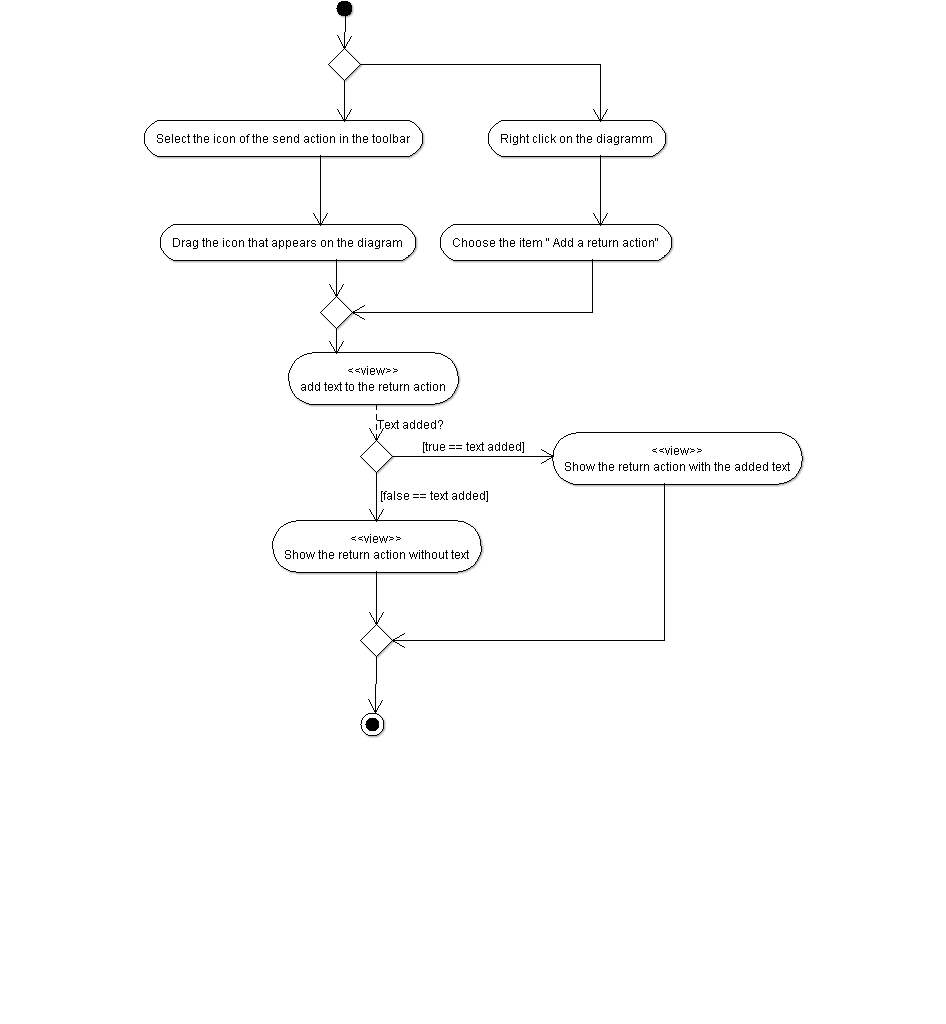 Select the icon of the send action in the toolbar
Right click on the diagramm
Drag the icon that appears on the diagram
Choose the item " Add a return action"
<<view>>
add text to the return action
Text added?
[true == text added]
<<view>>
Show the return action with the added text
[false == text added]
<<view>>
Show the return action without text